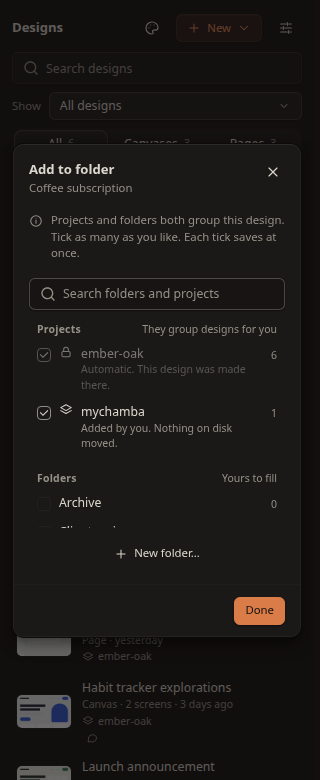 Designs
New
Search designs
Show
All designs
All 6
Canvases 3
Pages 3
Add to folder
Coffee subscription
Projects and folders both group this design.
Tick as many as you like. Each tick saves at
once.
Search folders and projects
Projects They group designs for you
ember-oak 6
Automatic. This design was made
there.
mychamba 1
Added by you. Nothing on disk
moved.
Folders Yours to fill
Archive 0
New folder...
Done
Page · yesterday
ember-oak
Habit tracker explorations
Canvas · 2 screens · 3 days ago
ember-oak
Launch announcement